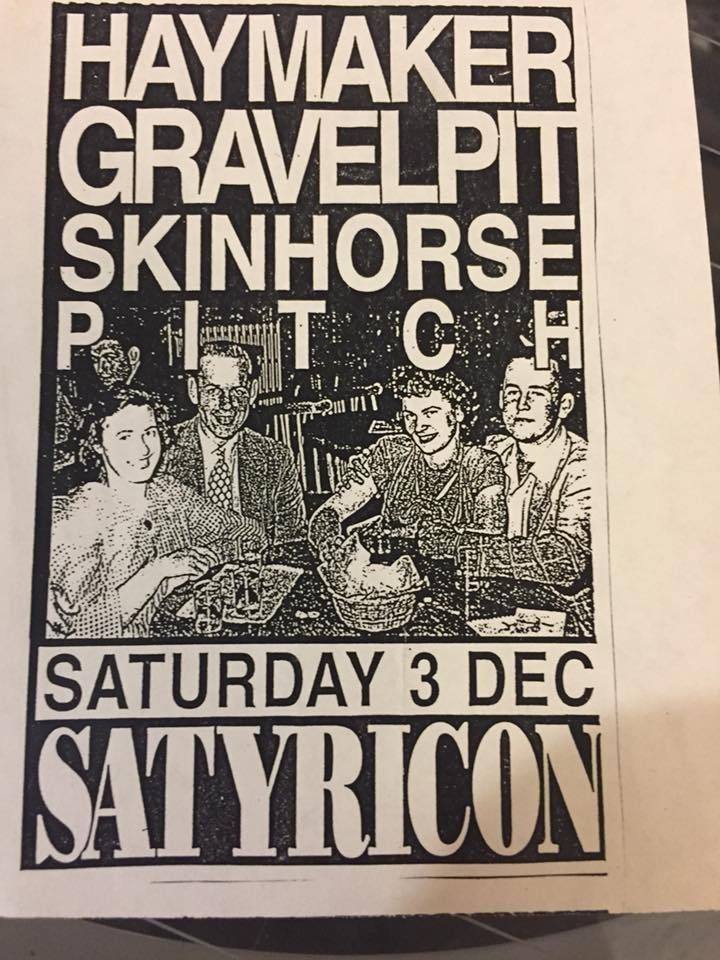 HAYMAKER
GRAVELPIT
SKINHORSE
PITCH
SATURDAY 3 DEC
SATYRICON